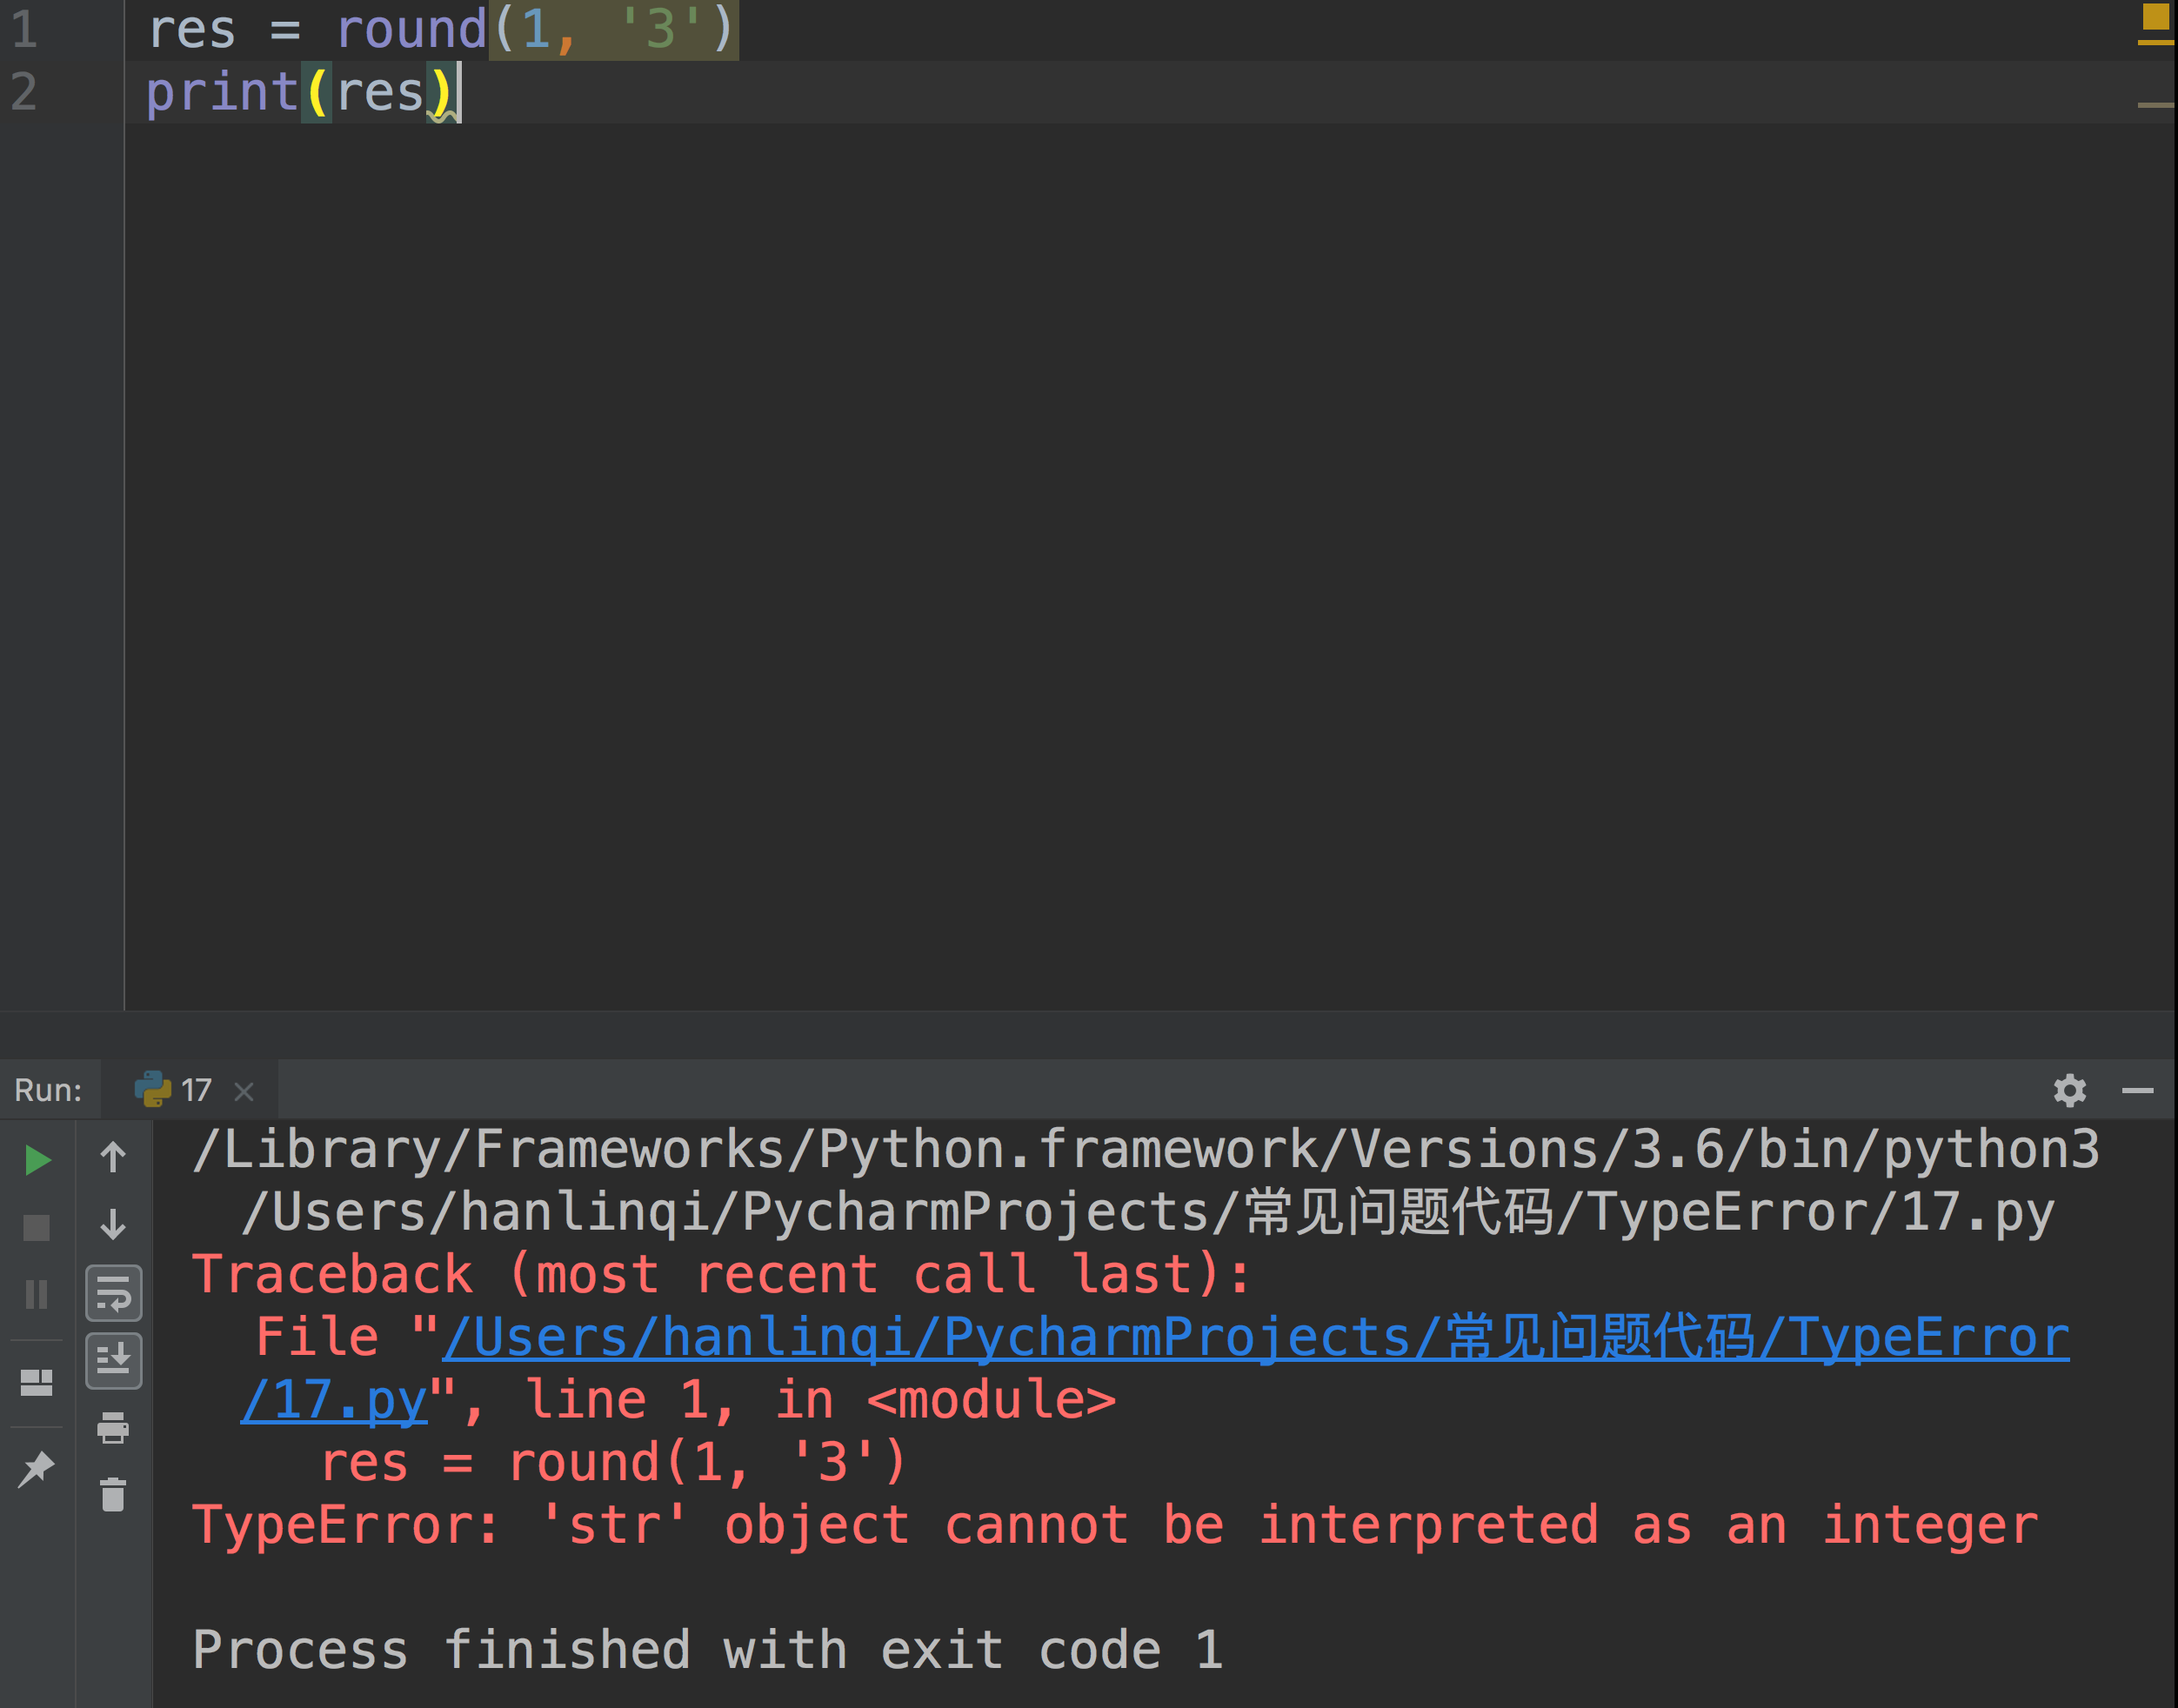 1 res = round(1, '3')
2 print(res)
Run: 17
/Library/Frameworks/Python.framework/Versions/3.6/bin/python3
/Users/hanlinqi/PycharmProjects/常见问题代码/TypeError/17.py
Traceback (most recent call last):
File "/Users/hanlinqi/PycharmProjects/常见问题代码/TypeError
/17.py", line 1, in <module>
res = round(1, '3')
TypeError: 'str' object cannot be interpreted as an integer
Process finished with exit code 1